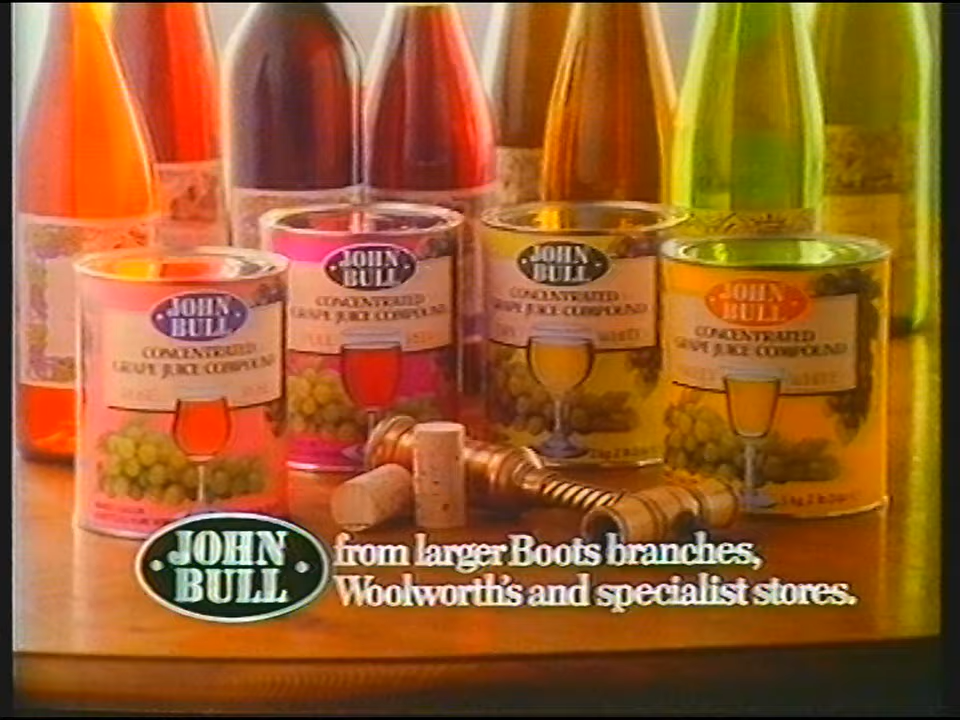 JOHN
BULL
CONCENTRATED
GRAPE JUICE COMPOUND
JOHN
BULL
CONCENTRATED
GRAPE JUICE COMPOUND
JOHN
BULL
CONCENTRATED
GRAPE JUICE COMPOUND
JOHN
BULL
CONCENTRATED
GRAPE JUICE COMPOUND
JOHN
BULL
from larger Boots branches,
Woolworth's and specialist stores.